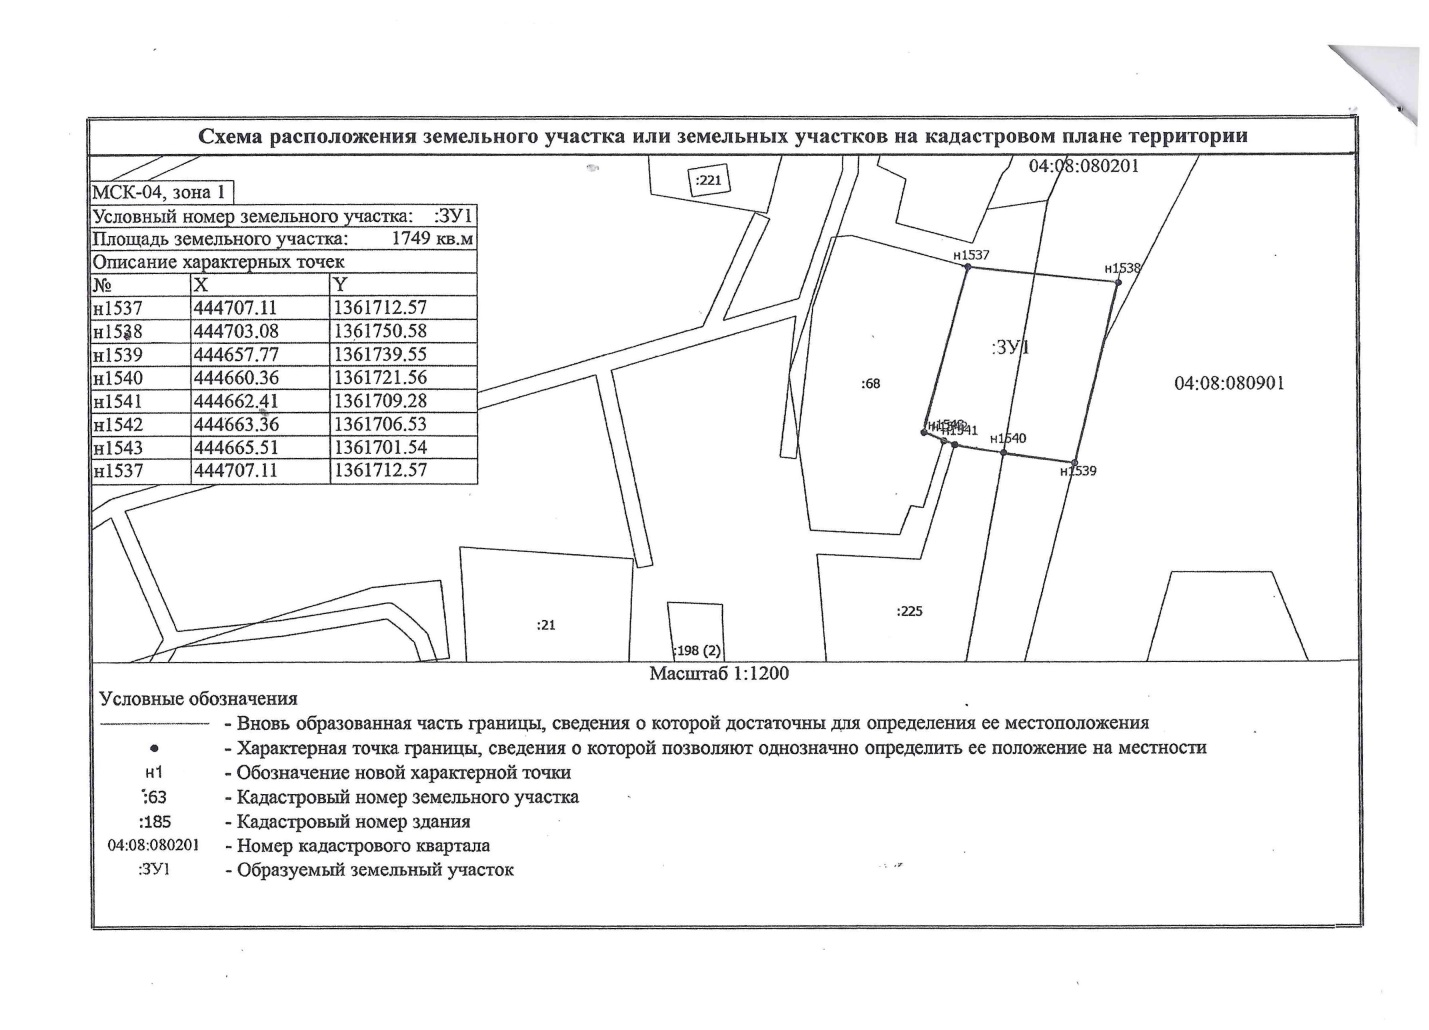 Схема расположения земельного участка или земельных участков на кадастровом плане территории
04:08:080201
МСК-04, зона 1
:221
Условный номер земельного участка: :ЗУ1
Площадь земельного участка: 1749 кв.м
Описание характерных точек
№ X Y
н1537 444707.11 1361712.57
н1538 444703.08 1361750.58
н1539 444657.77 1361739.55
н1540 444660.36 1361721.56
н1541 444662.41 1361709.28
н1542 444663.36 1361706.53
н1543 444665.51 1361701.54
н1537 444707.11 1361712.57
н1537
н1538
:ЗУ1
:68
04:08:080901
н1541
н1540
н1539
:225
:21
:198 (2)
Масштаб 1:1200
Условные обозначения
- Вновь образованная часть границы, сведения о которой достаточны для определения ее местоположения
- Характерная точка границы, сведения о которой позволяют однозначно определить ее положение на местности
н1 - Обозначение новой характерной точки
:63 - Кадастровый номер земельного участка
:185 - Кадастровый номер здания
04:08:080201 - Номер кадастрового квартала
:ЗУ1 - Образуемый земельный участок